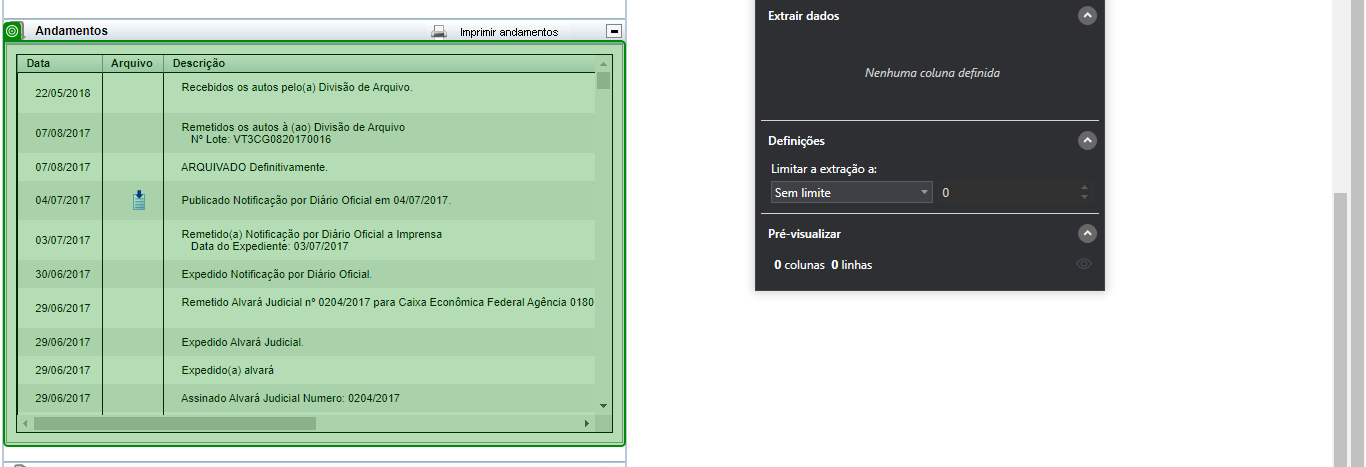 Andamentos
Imprimir andamentos
Data Arquivo Descrição
22/05/2018 Recebidos os autos pelo(a) Divisão de Arquivo.
07/08/2017 Remetidos os autos à (ao) Divisão de Arquivo
Nº Lote: VT3CG0820170016
07/08/2017 ARQUIVADO Definitivamente.
04/07/2017 Publicado Notificação por Diário Oficial em 04/07/2017.
03/07/2017 Remetido(a) Notificação por Diário Oficial a Imprensa
Data do Expediente: 03/07/2017
30/06/2017 Expedido Notificação por Diário Oficial.
29/06/2017 Remetido Alvará Judicial nº 0204/2017 para Caixa Econômica Federal Agência 0180
29/06/2017 Expedido Alvará Judicial.
29/06/2017 Expedido(a) alvará
29/06/2017 Assinado Alvará Judicial Numero: 0204/2017
Extrair dados
Nenhuma coluna definida
Definições
Limitar a extração a:
Sem limite 0
Pré-visualizar
0 colunas 0 linhas